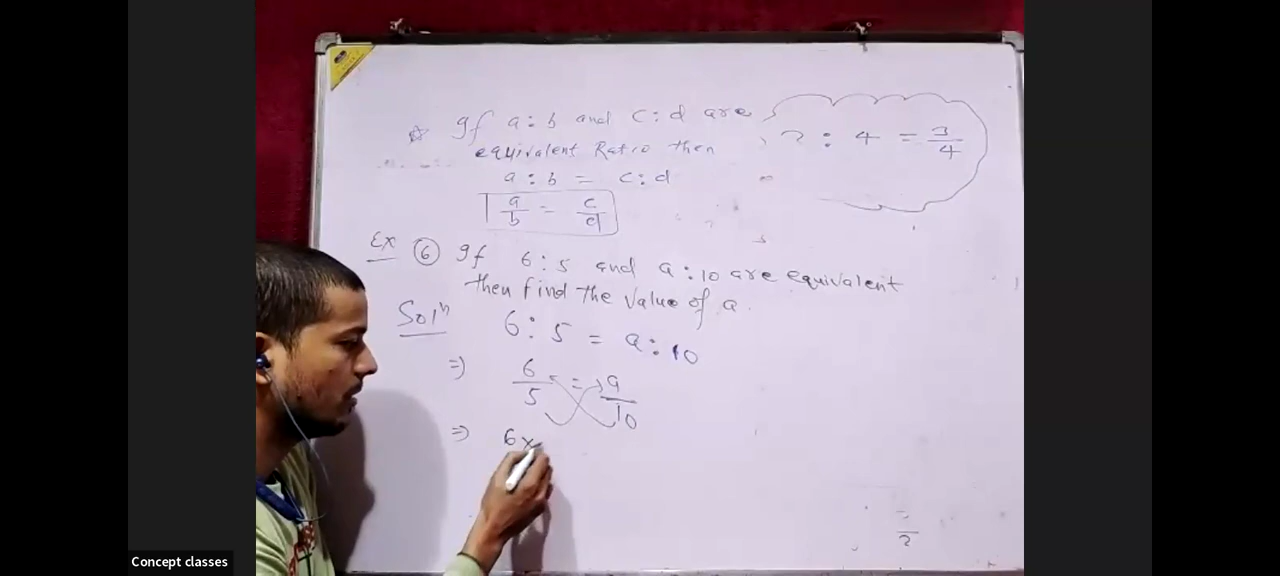 ☆ If a : b and c : d are
equivalent Ratio then
a : b = c : d
a/b = c/d
: 4 = 3/4
Ex ⑥ If 6 : 5 and a : 10 are equivalent
then find the value of a.
Solⁿ 6 : 5 = a : 10
⇒ 6/5 = a/10
⇒ 6x
Concept classes